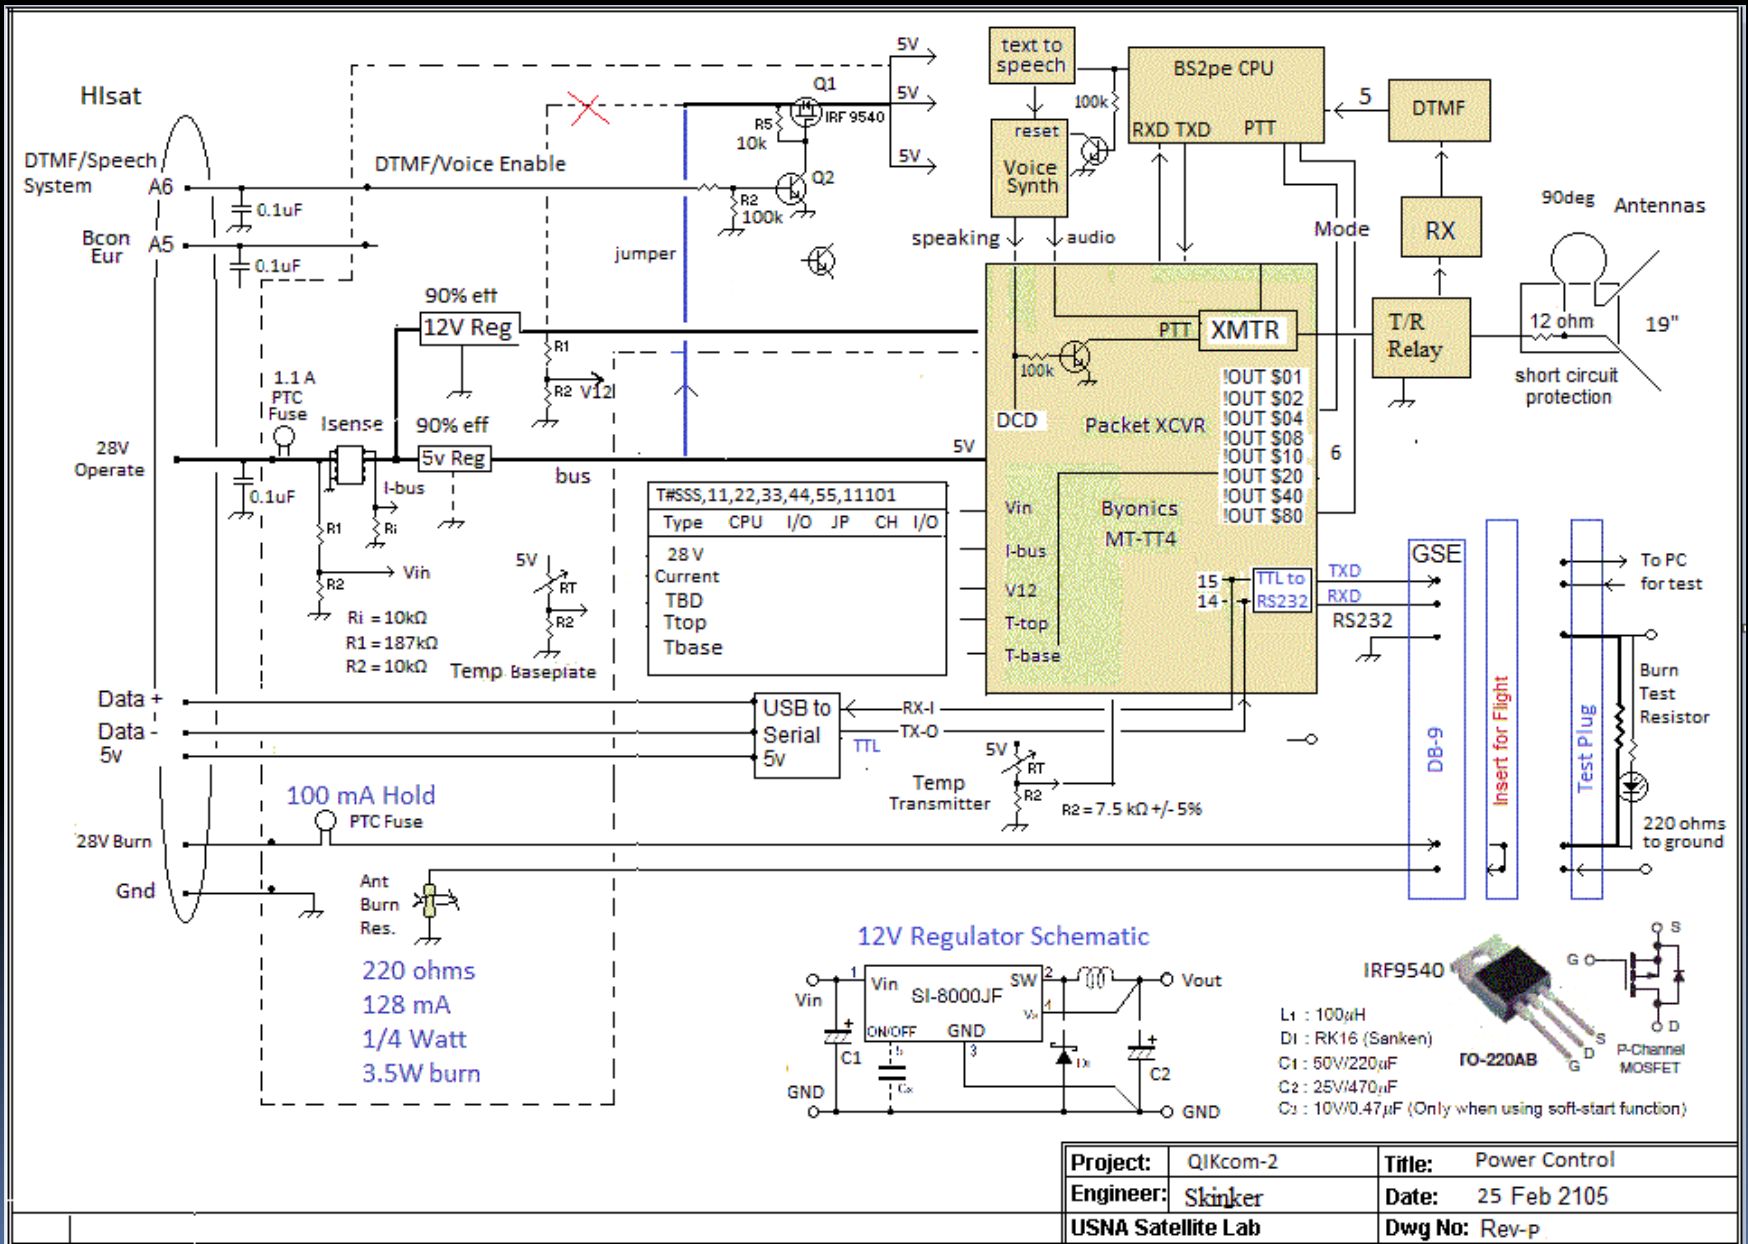 HIsat
DTMF/Speech
System
A6
0.1uF
Bcon
Eur
A5
0.1uF
DTMF/Voice Enable
R2
100k
Q2
R5
10k
Q1
IRF9540
5V
5V
5V
jumper
text to
speech
reset
Voice
Synth
100k
BS2pe CPU
RXD TXD
PTT
5
DTMF
RX
T/R
Relay
90deg
Antennas
12 ohm
19"
short circuit
protection
speaking
audio
Mode
6
90% eff
12V Reg
R1
R2
V12
1.1 A
PTC
Fuse
Isense
90% eff
5v Reg
28V
Operate
0.1uF
I-bus
Ri
R1
R2
Vin
bus
5V
5V
RT
R2
Temp Baseplate
Ri = 10kΩ
R1 = 187kΩ
R2 = 10kΩ
T#SSS,11,22,33,44,55,11101
Type CPU I/O JP CH I/O
28 V
Current
TBD
Ttop
Tbase
PTT
XMTR
100k
DCD
Packet XCVR
!OUT $01
!OUT $02
!OUT $04
!OUT $08
!OUT $10
!OUT $20
!OUT $40
!OUT $80
Vin
I-bus
V12
T-top
T-base
Byonics
MT-TT4
15
14
TTL to
RS232
TXD
RXD
RS232
GSE
DB-9
Insert for Flight
Test Plug
To PC
for test
Burn
Test
Resistor
220 ohms
to ground
Data +
Data -
5v
USB to
Serial
5v
TTL
RX-I
TX-O
5V
RT
R2
Temp
Transmitter
R2 = 7.5 kΩ +/- 5%
100 mA Hold
PTC Fuse
28V Burn
Gnd
Ant
Burn
Res.
220 ohms
128 mA
1/4 Watt
3.5W burn
12V Regulator Schematic
Vin
1
Vin
SI-8000JF
SW
2
4
Vs
ON/OFF
5
GND
3
C1
C3
D1
C2
Vout
GND
GND
IRF9540
TO-220AB
S
D
G
G
S
D
P-Channel
MOSFET
L1 : 100μH
D1 : RK16 (Sanken)
C1 : 50V/220μF
C2 : 25V/470μF
C3 : 10V/0.47μF (Only when using soft-start function)
Project: QIKcom-2
Title: Power Control
Engineer: Skinker
Date: 25 Feb 2105
USNA Satellite Lab
Dwg No: Rev-p